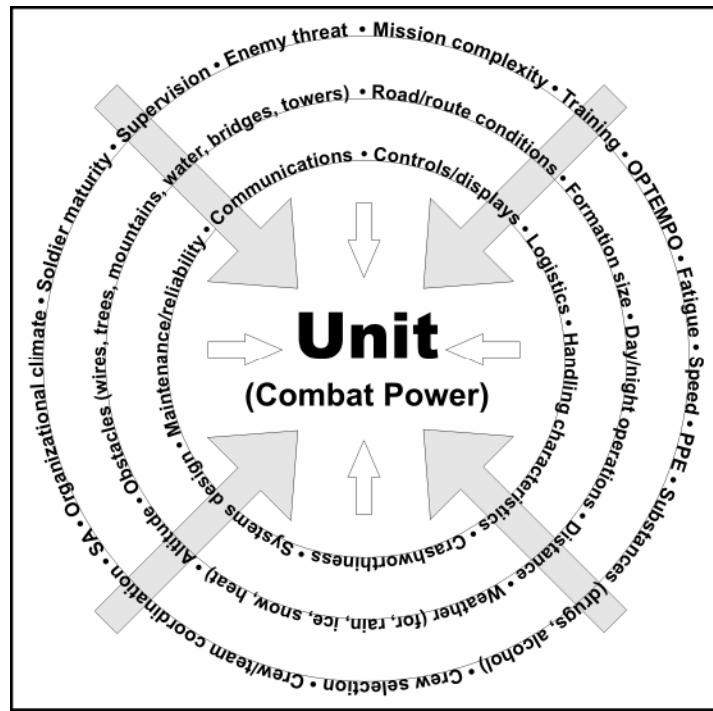 Enemy threat • Mission complexity • Training • OPTEMPO • Fatigue • Speed • PPE • Substances (drugs, alcohol) • Crew selection • Crew/team coordination • SA • Organizational climate • Soldier maturity • Supervision •
Road/route conditions • Formation size • Day/night operations • Distance • Weather (for, rain, ice, snow, heat) • Altitude • Obstacles (wires, trees, mountains, water, bridges, towers) •
Controls/displays • Logistics • Handling characteristics • Crashworthiness • Systems design • Maintenance/reliability • Communications •
Unit
(Combat Power)